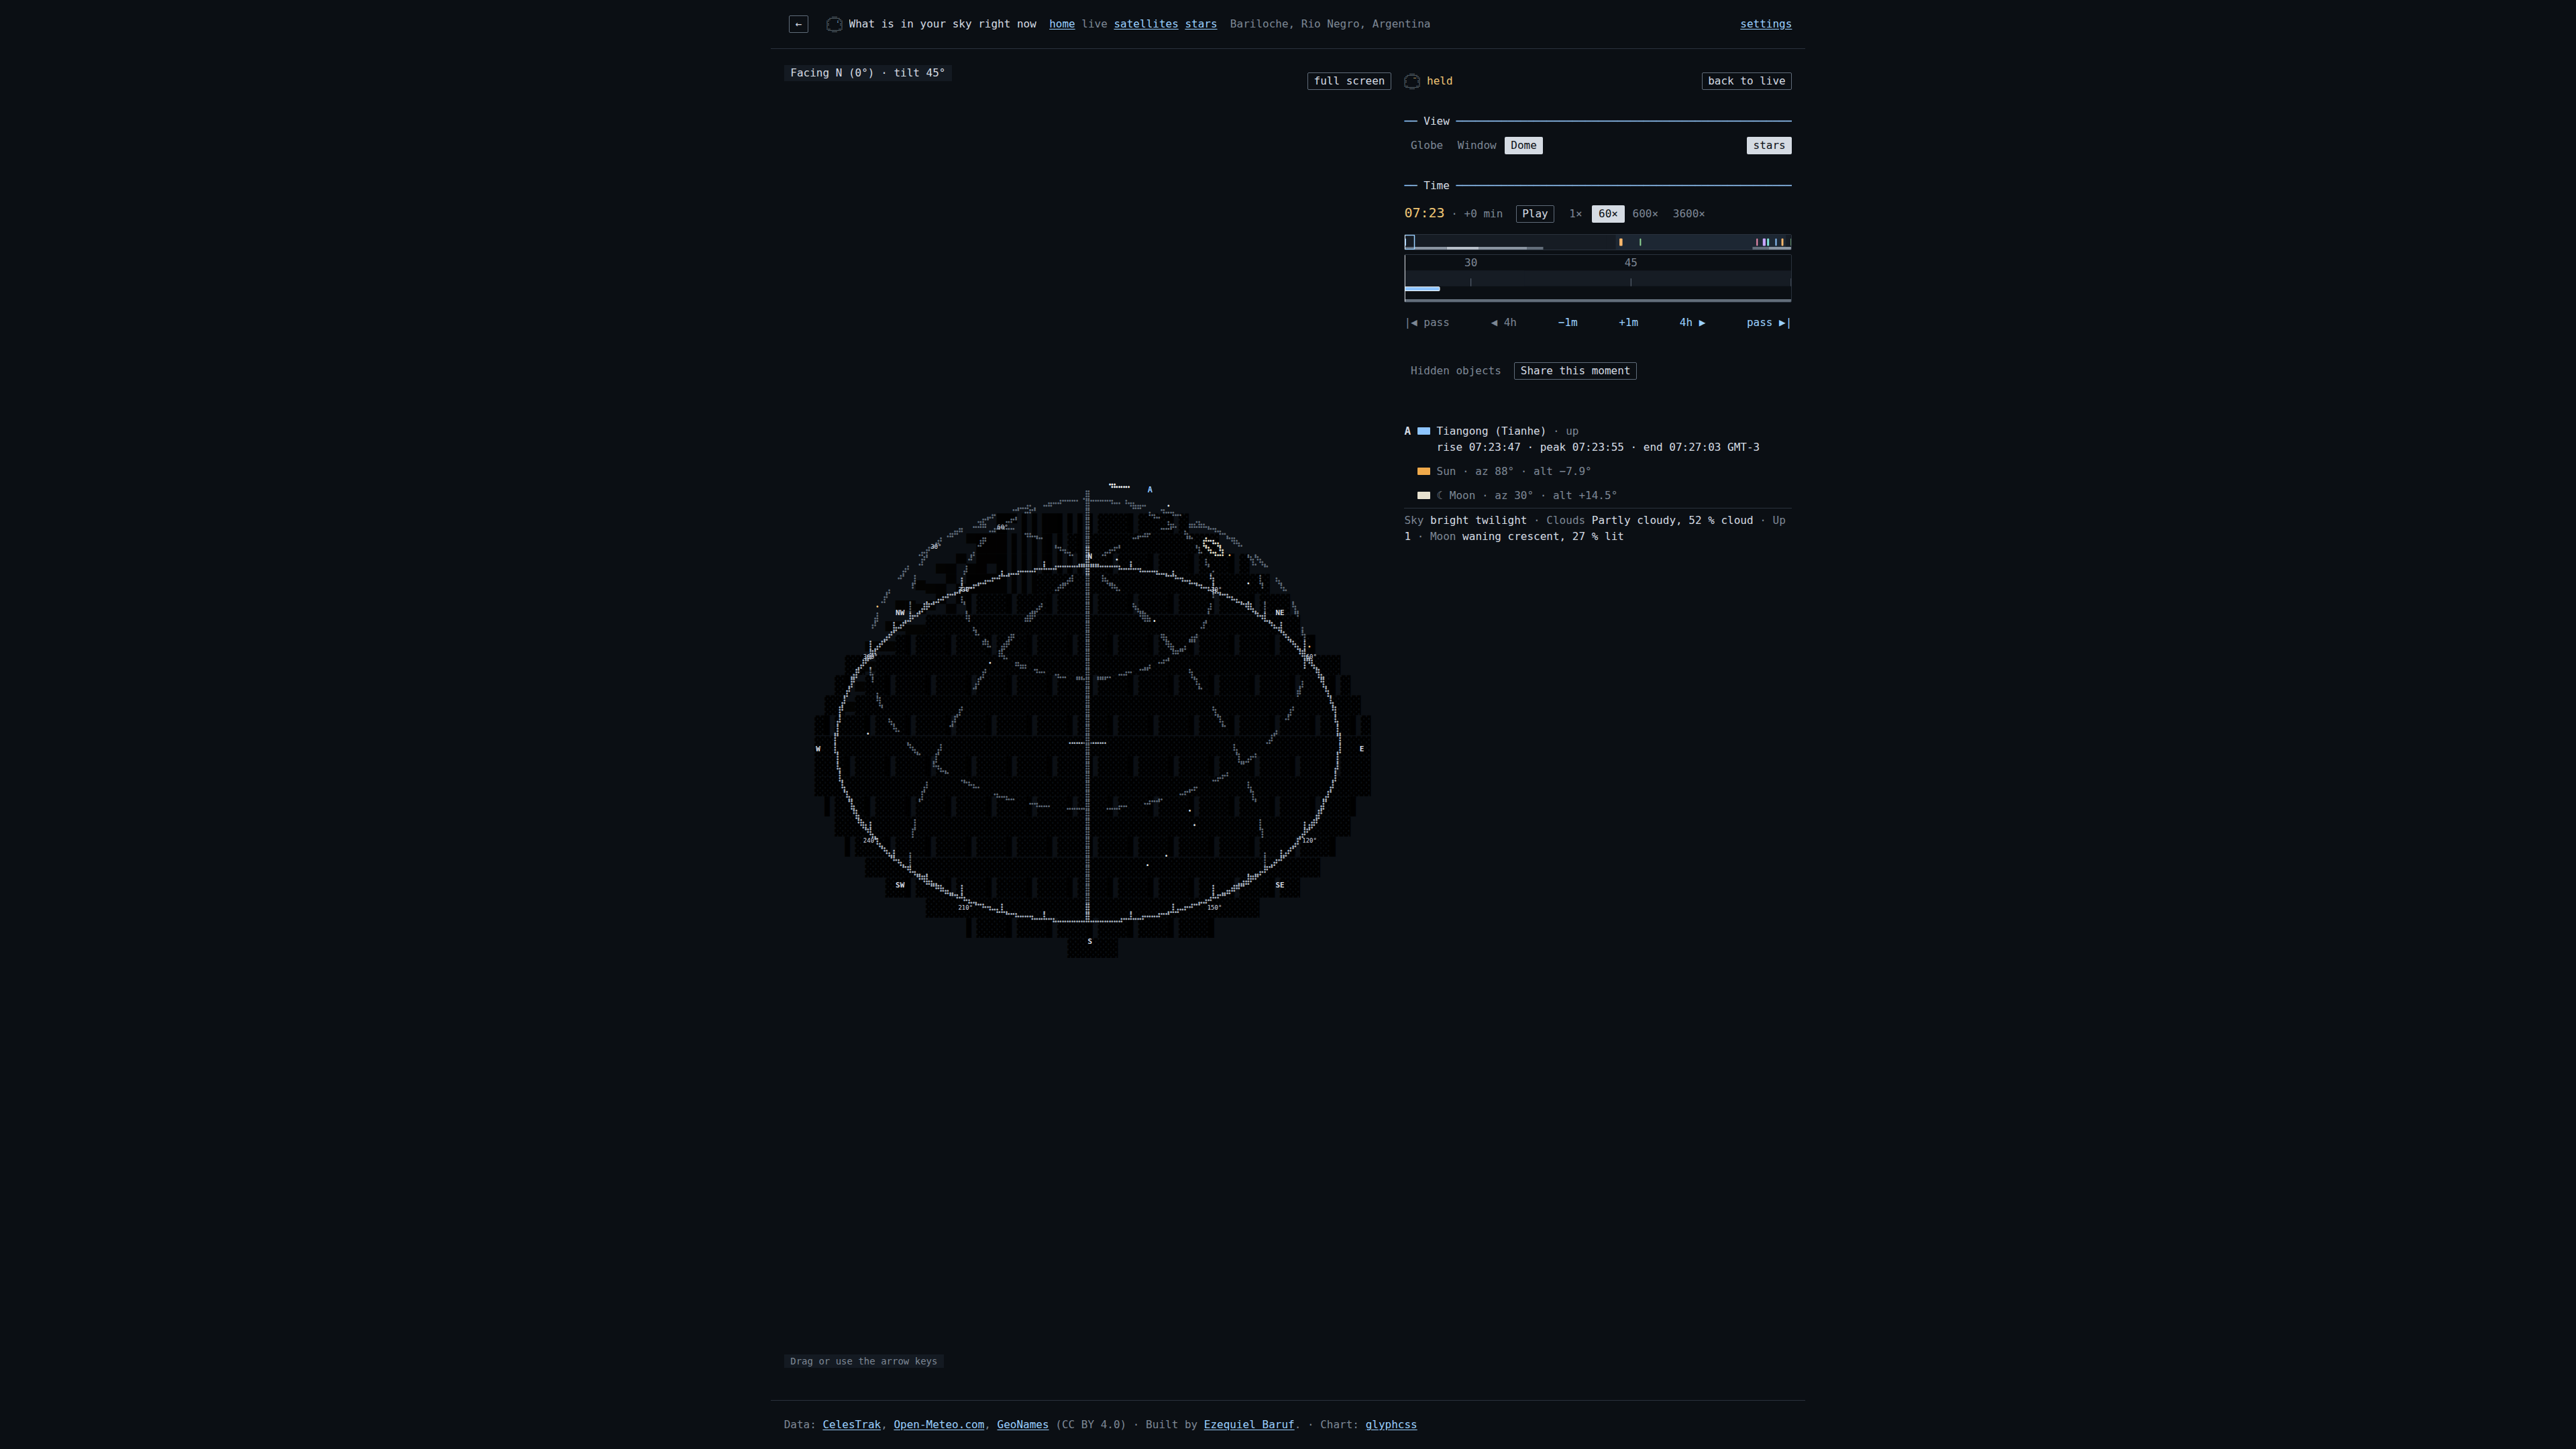 ← What is in your sky right now home live satellites stars Bariloche, Rio Negro, Argentina settings
Facing N (0°) · tilt 45°
full screen
held back to live
View
Globe Window Dome stars
Time
07:23 · +0 min Play 1× 60× 600× 3600×
30 45
|◀ pass ◀ 4h −1m +1m 4h ▶ pass ▶|
Hidden objects Share this moment
A Tiangong (Tianhe) · up
rise 07:23:47 · peak 07:23:55 · end 07:27:03 GMT-3
Sun · az 88° · alt −7.9°
☾ Moon · az 30° · alt +14.5°
Sky bright twilight · Clouds Partly cloudy, 52 % cloud · Up
1 · Moon waning crescent, 27 % lit
A
60°
30°
N
NW NE
W E
240° 120°
SW SE
210° 150°
S
Drag or use the arrow keys
Data: CelesTrak, Open-Meteo.com, GeoNames (CC BY 4.0) · Built by Ezequiel Baruf. · Chart: glyphcss